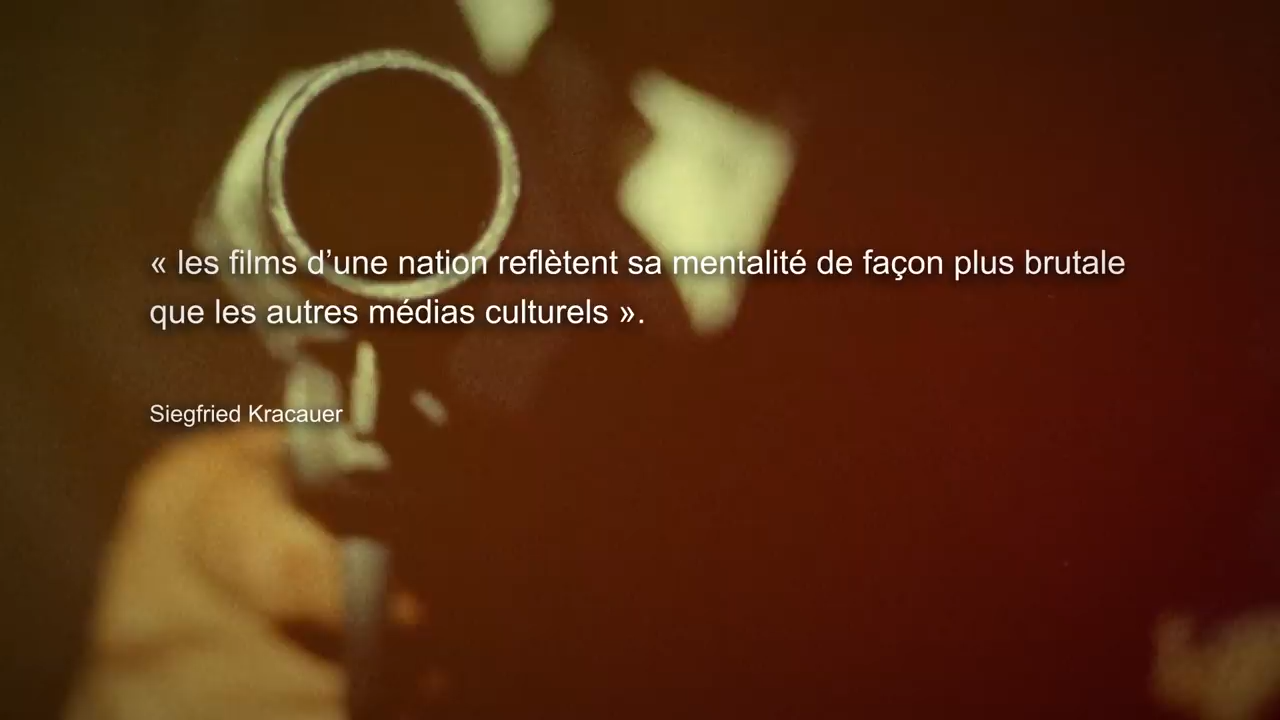 « les films d’une nation reflètent sa mentalité de façon plus brutale
que les autres médias culturels ».
Siegfried Kracauer